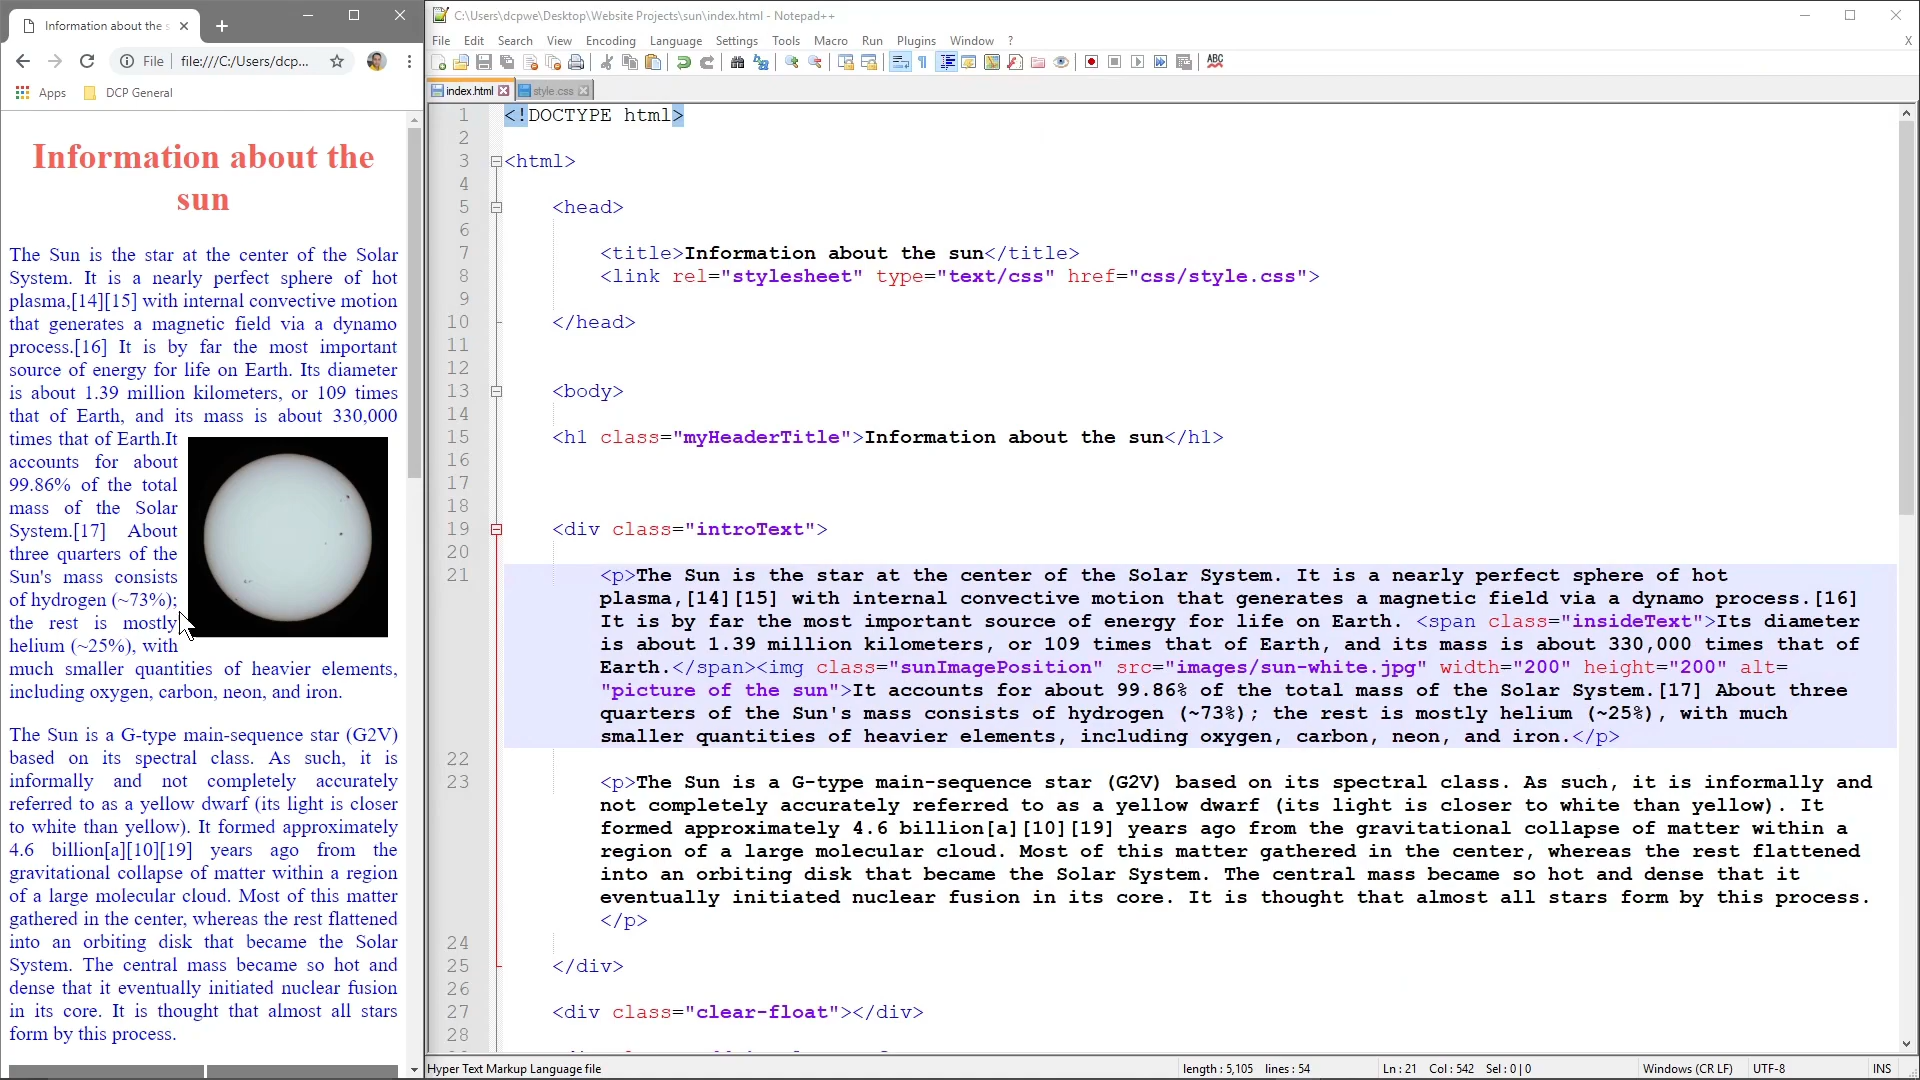 Information about the s
File file:///C:/Users/dcp...
Apps DCP General
Information about the
sun
The Sun is the star at the center of the Solar
System. It is a nearly perfect sphere of hot
plasma,[14][15] with internal convective motion
that generates a magnetic field via a dynamo
process.[16] It is by far the most important
source of energy for life on Earth. Its diameter
is about 1.39 million kilometers, or 109 times
that of Earth, and its mass is about 330,000
times that of Earth.It
accounts for about
99.86% of the total
mass of the Solar
System.[17] About
three quarters of the
Sun's mass consists
of hydrogen (~73%);
the rest is mostly
helium (~25%), with
much smaller quantities of heavier elements,
including oxygen, carbon, neon, and iron.
The Sun is a G-type main-sequence star (G2V)
based on its spectral class. As such, it is
informally and not completely accurately
referred to as a yellow dwarf (its light is closer
to white than yellow). It formed approximately
4.6 billion[a][10][19] years ago from the
gravitational collapse of matter within a region
of a large molecular cloud. Most of this matter
gathered in the center, whereas the rest flattened
into an orbiting disk that became the Solar
System. The central mass became so hot and
dense that it eventually initiated nuclear fusion
in its core. It is thought that almost all stars
form by this process.
C:\Users\dcpwe\Desktop\Website Projects\sun\index.html - Notepad++
File Edit Search View Encoding Language Settings Tools Macro Run Plugins Window ? X
ABC
index.html style.css
1 <!DOCTYPE html>
2
3 <html>
4
5 <head>
6
7 <title>Information about the sun</title>
8 <link rel="stylesheet" type="text/css" href="css/style.css">
9
10 </head>
11
12
13 <body>
14
15 <h1 class="myHeaderTitle">Information about the sun</h1>
16
17
18
19 <div class="introText">
20
21 <p>The Sun is the star at the center of the Solar System. It is a nearly perfect sphere of hot
plasma,[14][15] with internal convective motion that generates a magnetic field via a dynamo process.[16]
It is by far the most important source of energy for life on Earth. <span class="insideText">Its diameter
is about 1.39 million kilometers, or 109 times that of Earth, and its mass is about 330,000 times that of
Earth.</span><img class="sunImagePosition" src="images/sun-white.jpg" width="200" height="200" alt=
"picture of the sun">It accounts for about 99.86% of the total mass of the Solar System.[17] About three
quarters of the Sun's mass consists of hydrogen (~73%); the rest is mostly helium (~25%), with much
smaller quantities of heavier elements, including oxygen, carbon, neon, and iron.</p>
22
23 <p>The Sun is a G-type main-sequence star (G2V) based on its spectral class. As such, it is informally and
not completely accurately referred to as a yellow dwarf (its light is closer to white than yellow). It
formed approximately 4.6 billion[a][10][19] years ago from the gravitational collapse of matter within a
region of a large molecular cloud. Most of this matter gathered in the center, whereas the rest flattened
into an orbiting disk that became the Solar System. The central mass became so hot and dense that it
eventually initiated nuclear fusion in its core. It is thought that almost all stars form by this process.
</p>
24
25 </div>
26
27 <div class="clear-float"></div>
28
Hyper Text Markup Language file length : 5,105 lines : 54 Ln : 21 Col : 542 Sel : 0 | 0 Windows (CR LF) UTF-8 INS